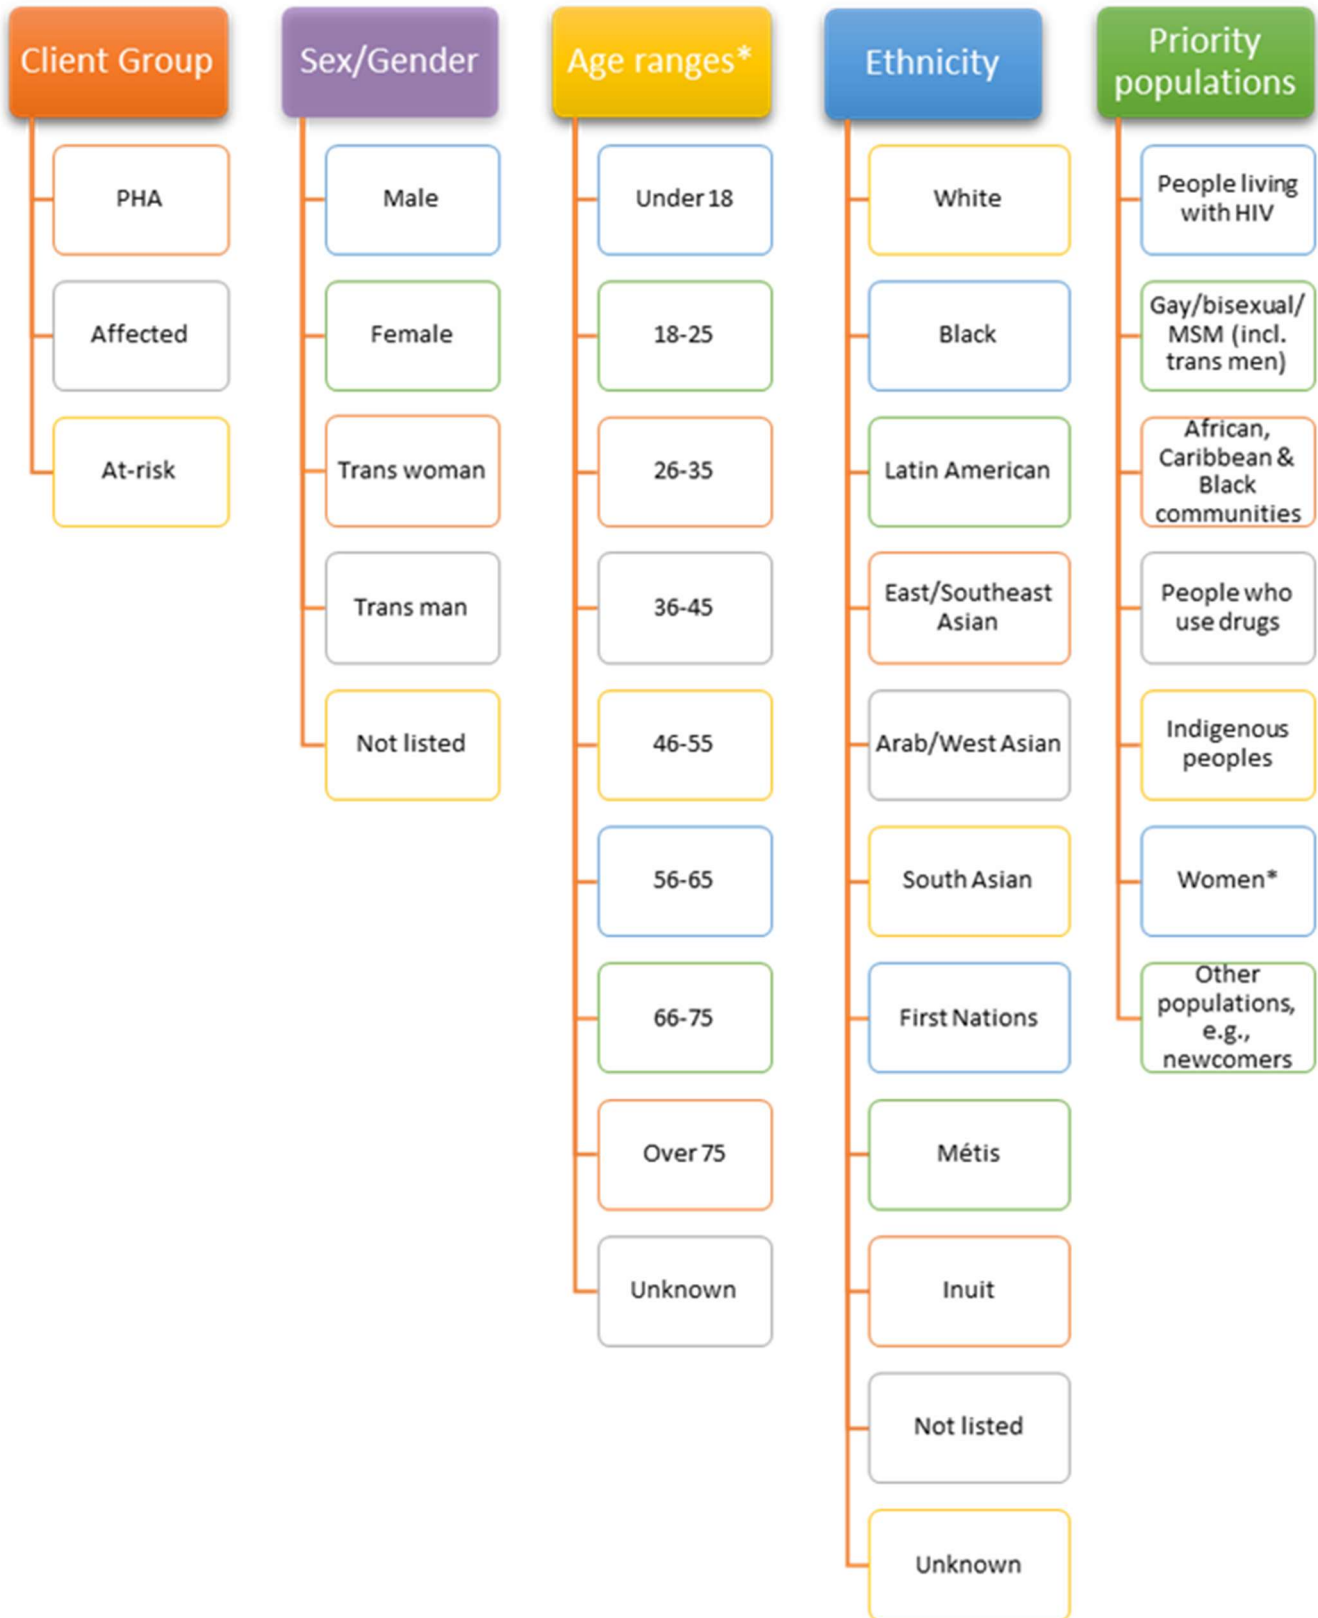 Client Group
PHA
Affected
At-risk
Sex/Gender
Male
Female
Trans woman
Trans man
Not listed
Age ranges*
Under 18
18-25
26-35
36-45
46-55
56-65
66-75
Over 75
Unknown
Ethnicity
White
Black
Latin American
East/Southeast
Asian
Arab/West Asian
South Asian
First Nations
Métis
Inuit
Not listed
Unknown
Priority
populations
People living
with HIV
Gay/bisexual/
MSM (incl.
trans men)
African,
Caribbean &
Black
communities
People who
use drugs
Indigenous
peoples
Women*
Other
populations,
e.g.,
newcomers